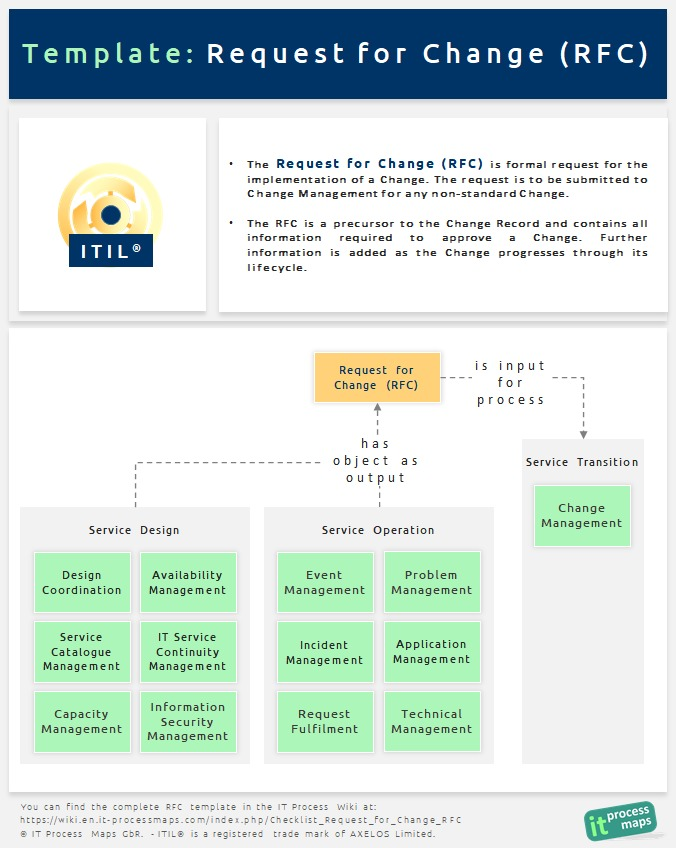 Template: Request for Change (RFC)
ITIL®
• The Request for Change (RFC) is formal request for the
implementation of a Change. The request is to be submitted to
Change Management for any non-standard Change.
• The RFC is a precursor to the Change Record and contains all
information required to approve a Change. Further
information is added as the Change progresses through its
lifecycle.
Request for
Change (RFC)
is input
for
process
has
object as
output
Service Transition
Change
Management
Service Design
Design
Coordination
Availability
Management
Service
Catalogue
Management
IT Service
Continuity
Management
Capacity
Management
Information
Security
Management
Service Operation
Event
Management
Problem
Management
Incident
Management
Application
Management
Request
Fulfilment
Technical
Management
You can find the complete RFC template in the IT Process Wiki at:
https://wiki.en.it-processmaps.com/index.php/Checklist_Request_for_Change_RFC
© IT Process Maps GbR. - ITIL® is a registered trade mark of AXELOS Limited.
it process
maps